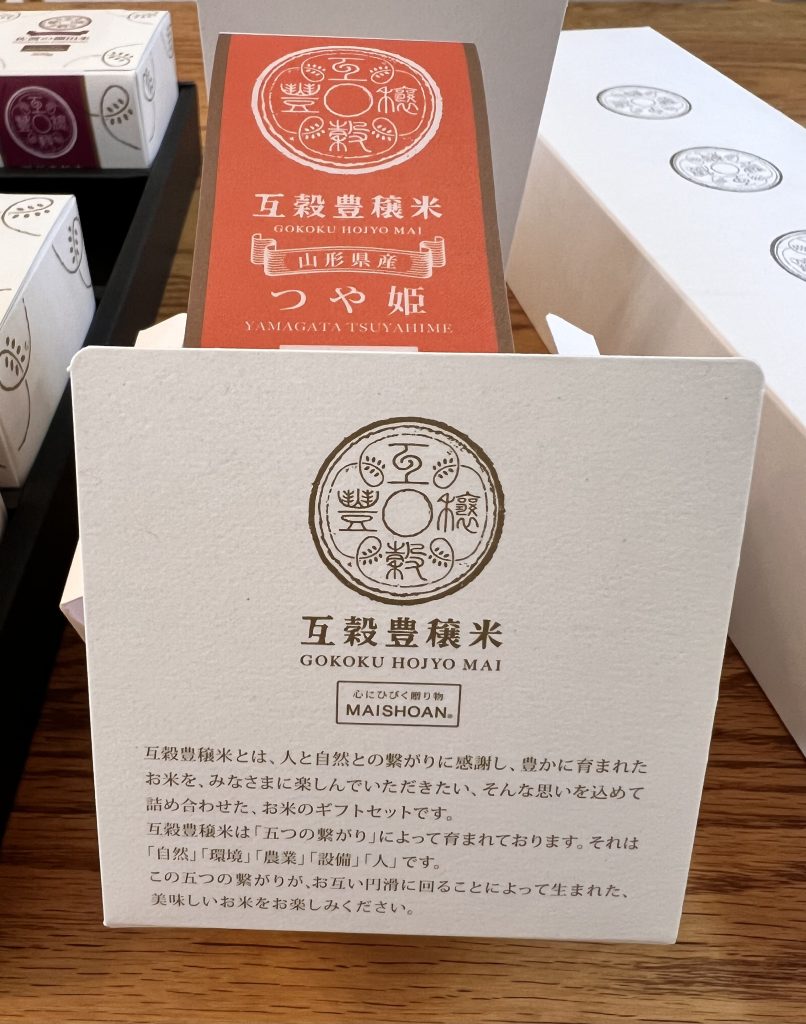 互穀豊穰米
GOKOKU HOJYO MAI
山形県産
つや姫
YAMAGATA TSUYAHIME
互
豐 穰
穀
互穀豊穰米
GOKOKU HOJYO MAI
心にひびく贈り物
MAISHOAN®
互穀豊穰米とは、人と自然との繋がりに感謝し、豊かに育まれた
お米を、みなさまに楽しんでいただきたい、そんな思いを込めて
詰め合わせた、お米のギフトセットです。
互穀豊穰米は「五つの繋がり」によって育まれております。それは
「自然」「環境」「農業」「設備」「人」です。
この五つの繋がりが、お互い円滑に回ることによって生まれた、
美味しいお米をお楽しみください。